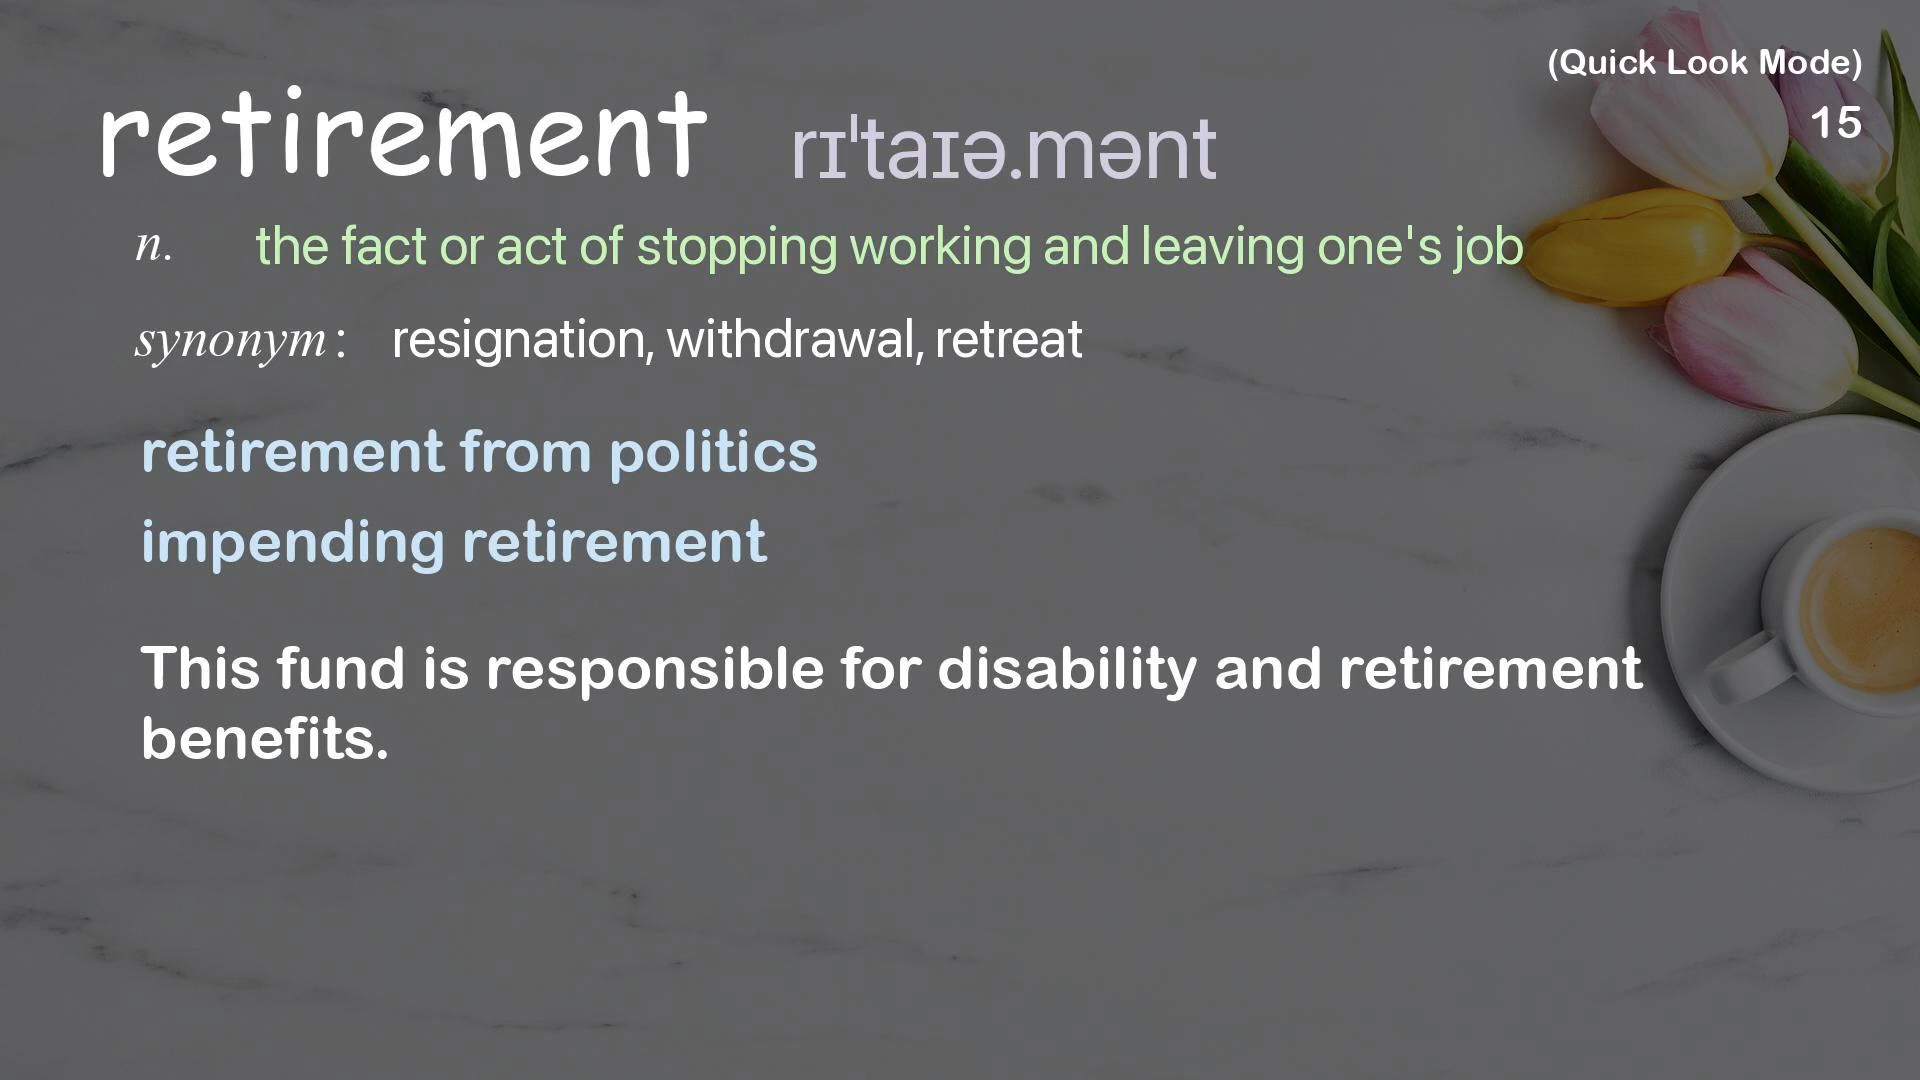 (Quick Look Mode)
15
retirement rɪˈtaɪə.mənt
n. the fact or act of stopping working and leaving one's job
synonym: resignation, withdrawal, retreat
retirement from politics
impending retirement
This fund is responsible for disability and retirement
benefits.